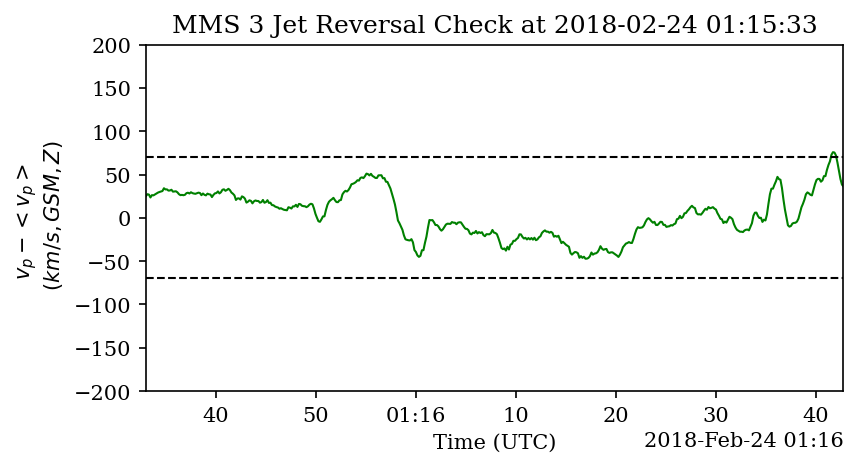 MMS 3 Jet Reversal Check at 2018-02-24 01:15:33
200
150
100
50
0
−50
−100
−150
−200
v_p − < v_p >
(km/s, GSM, Z)
40 50 01:16 10 20 30 40
Time (UTC)
2018-Feb-24 01:16